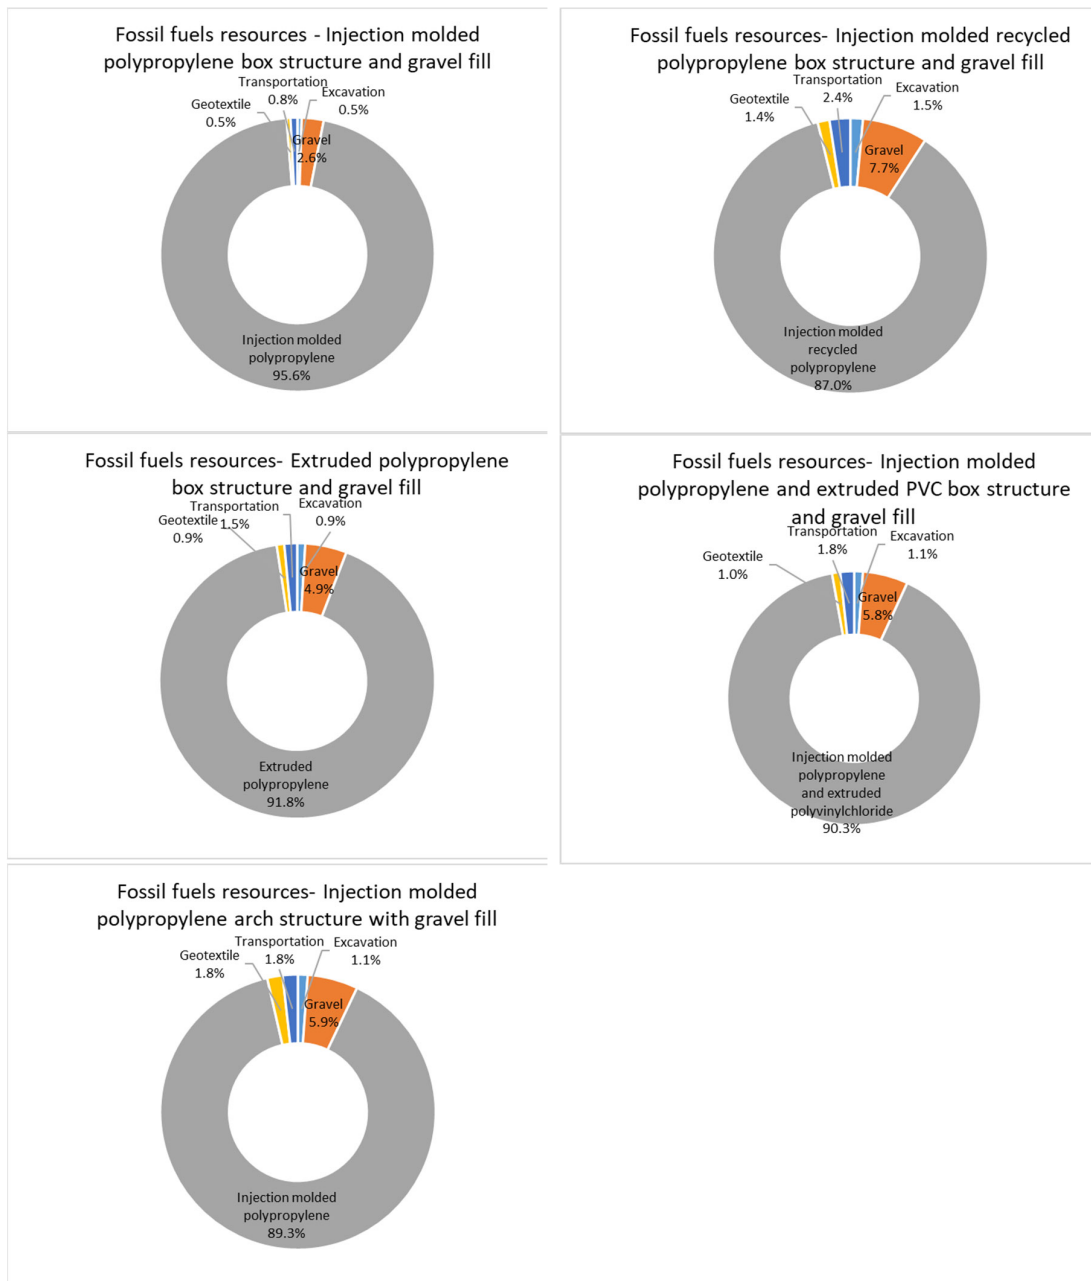 Fossil fuels resources - Injection molded
polypropylene box structure and gravel fill
Transportation
0.8%
Excavation
0.5%
Geotextile
0.5%
Gravel
2.6%
Injection molded
polypropylene
95.6%
Fossil fuels resources- Injection molded recycled
polypropylene box structure and gravel fill
Transportation
2.4%
Excavation
1.5%
Geotextile
1.4%
Gravel
7.7%
Injection molded
recycled
polypropylene
87.0%
Fossil fuels resources- Extruded polypropylene
box structure and gravel fill
Transportation
1.5%
Excavation
0.9%
Geotextile
0.9%
Gravel
4.9%
Extruded
polypropylene
91.8%
Fossil fuels resources- Injection molded
polypropylene and extruded PVC box structure
and gravel fill
Transportation
1.8%
Excavation
1.1%
Geotextile
1.0%
Gravel
5.8%
Injection molded
polypropylene
and extruded
polyvinylchloride
90.3%
Fossil fuels resources- Injection molded
polypropylene arch structure with gravel fill
Transportation
1.8%
Excavation
1.1%
Geotextile
1.8%
Gravel
5.9%
Injection molded
polypropylene
89.3%